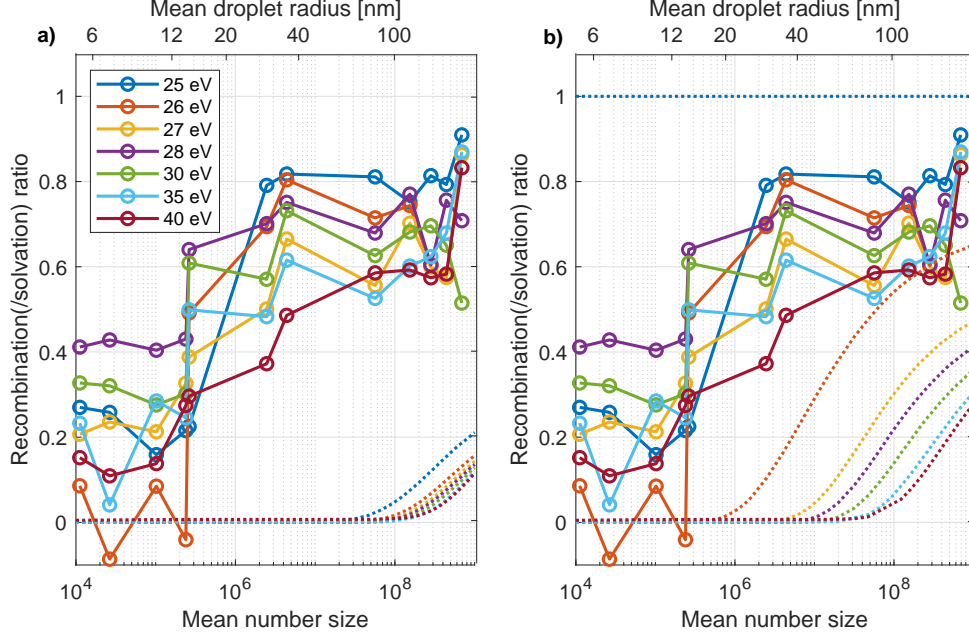 Mean droplet radius [nm]
Mean droplet radius [nm]
6 12 20 40 100
6 12 20 40 100
a)
b)
25 eV
26 eV
27 eV
28 eV
30 eV
35 eV
40 eV
Recombination(/solvation) ratio
1
0.8
0.6
0.4
0.2
0
Recombination(/solvation) ratio
1
0.8
0.6
0.4
0.2
0
10^4 10^6 10^8
10^4 10^6 10^8
Mean number size
Mean number size